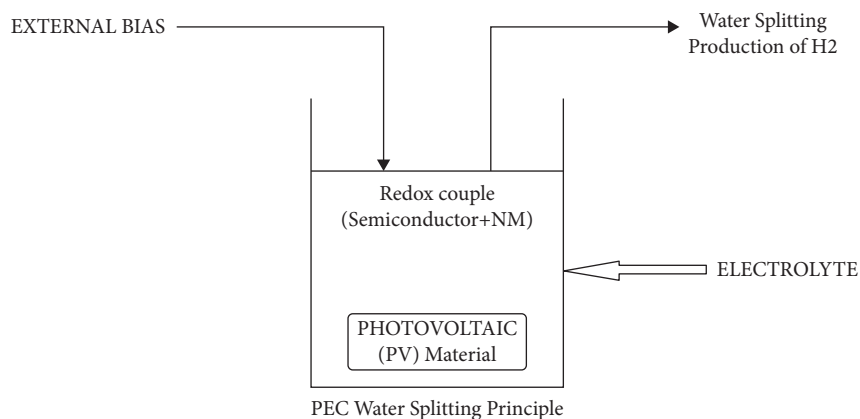 EXTERNAL BIAS
Water Splitting
Production of H2
Redox couple
(Semiconductor+NM)
ELECTROLYTE
PHOTOVOLTAIC
(PV) Material
PEC Water Splitting Principle